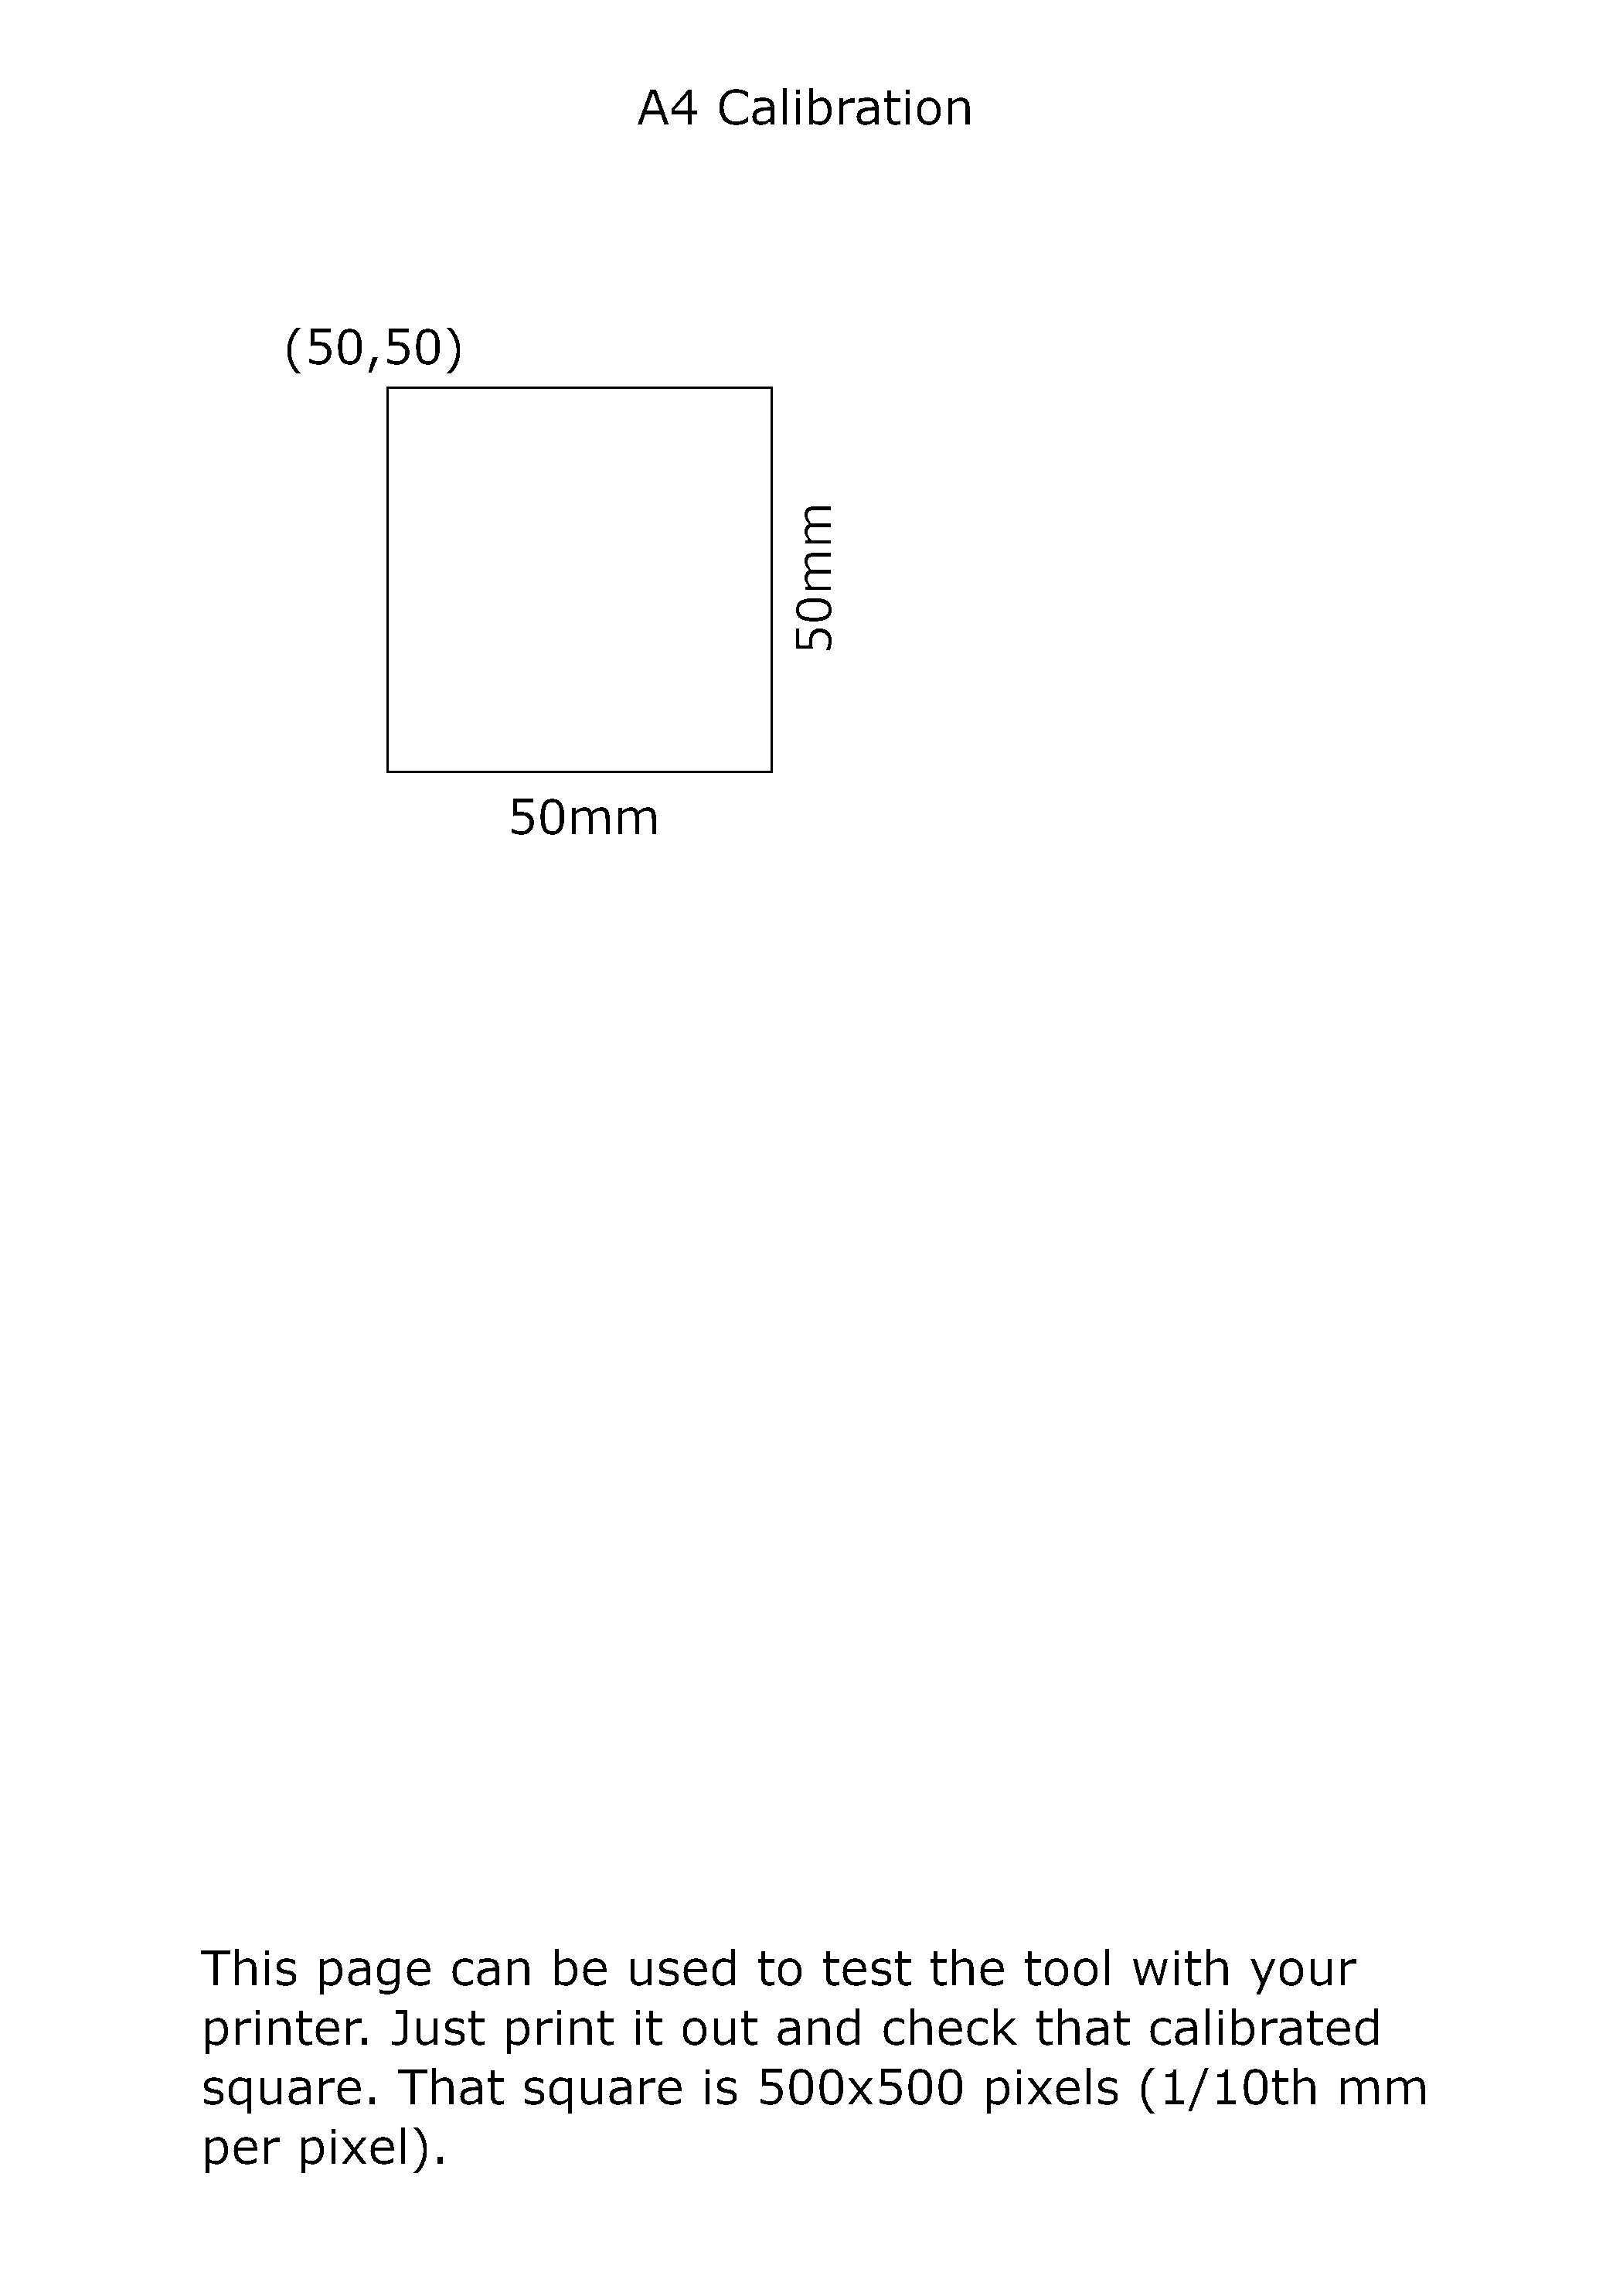 A4 Calibration
(50,50)
50mm
50mm
This page can be used to test the tool with your
printer. Just print it out and check that calibrated
square. That square is 500x500 pixels (1/10th mm
per pixel).